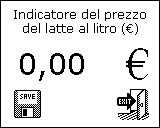 Indicatore del prezzo
del latte al litro (€)
0,00 €
SAVE EXIT